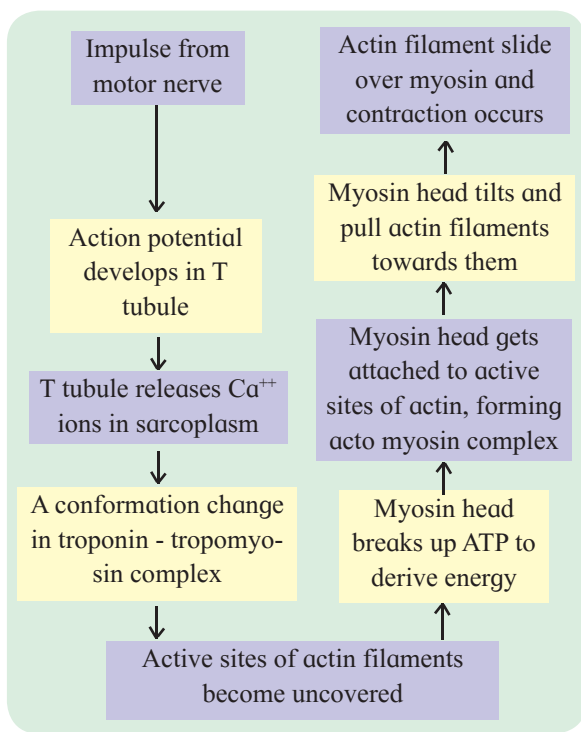 Impulse from
motor nerve
Action potential
develops in T
tubule
T tubule releases Ca⁺⁺
ions in sarcoplasm
A conformation change
in troponin - tropomyo-
sin complex
Active sites of actin filaments
become uncovered
Myosin head
breaks up ATP to
derive energy
Myosin head gets
attached to active
sites of actin, forming
acto myosin complex
Myosin head tilts and
pull actin filaments
towards them
Actin filament slide
over myosin and
contraction occurs